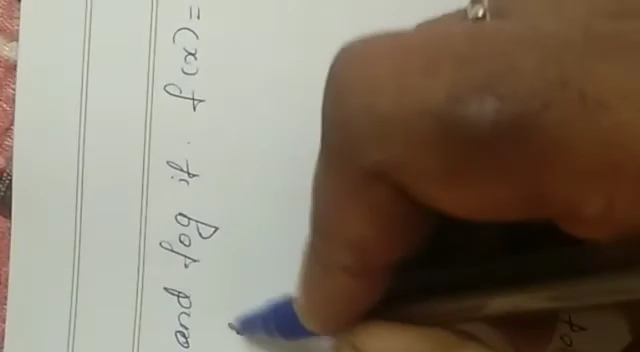 and fog if f(x) =